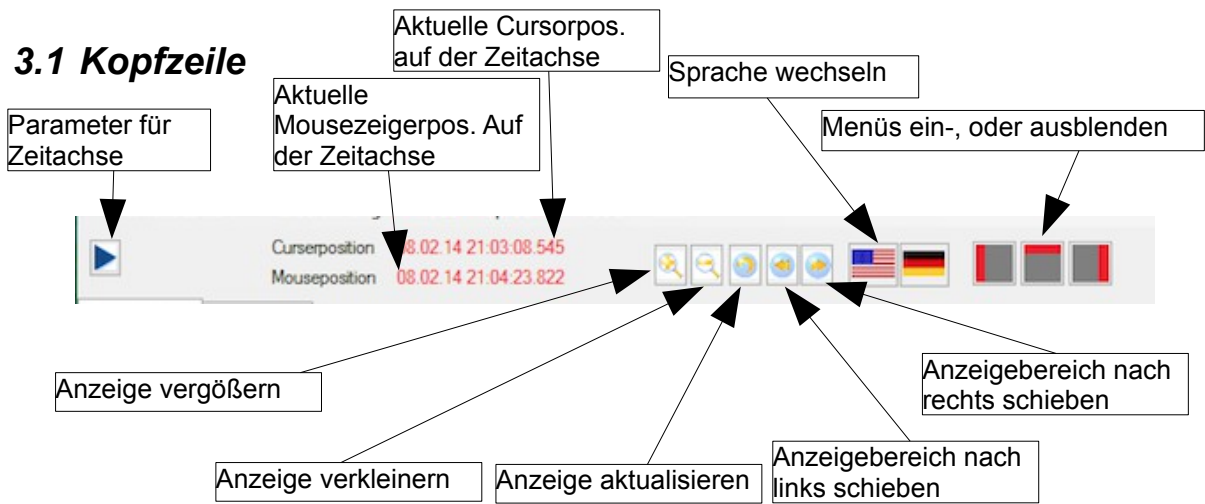 3.1 Kopfzeile
Aktuelle Cursorpos.
auf der Zeitachse
Sprache wechseln
Aktuelle
Mousezeigerpos. Auf
der Zeitachse
Parameter für
Zeitachse
Menüs ein-, oder ausblenden
Curserposition 08.02.14 21:03:08.545
Mouseposition 08.02.14 21:04:23.822
Anzeige vergößern
Anzeigebereich nach
rechts schieben
Anzeige verkleinern
Anzeige aktualisieren
Anzeigebereich nach
links schieben